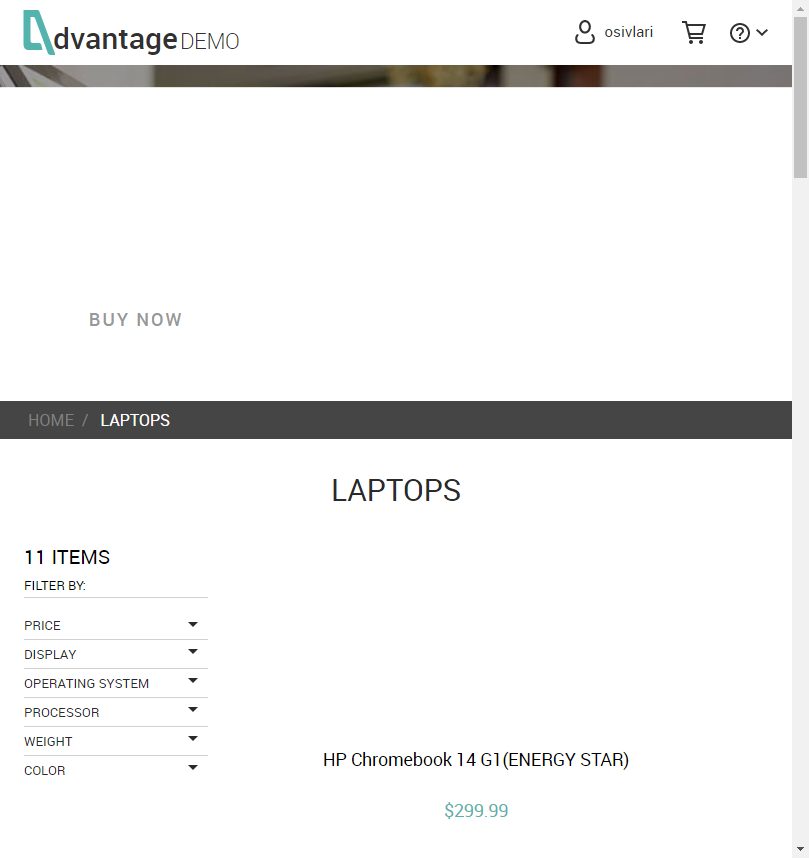 dvantage DEMO
osivlari
BUY NOW
HOME / LAPTOPS
LAPTOPS
11 ITEMS
FILTER BY:
PRICE
DISPLAY
OPERATING SYSTEM
PROCESSOR
WEIGHT
COLOR
HP Chromebook 14 G1(ENERGY STAR)
$299.99